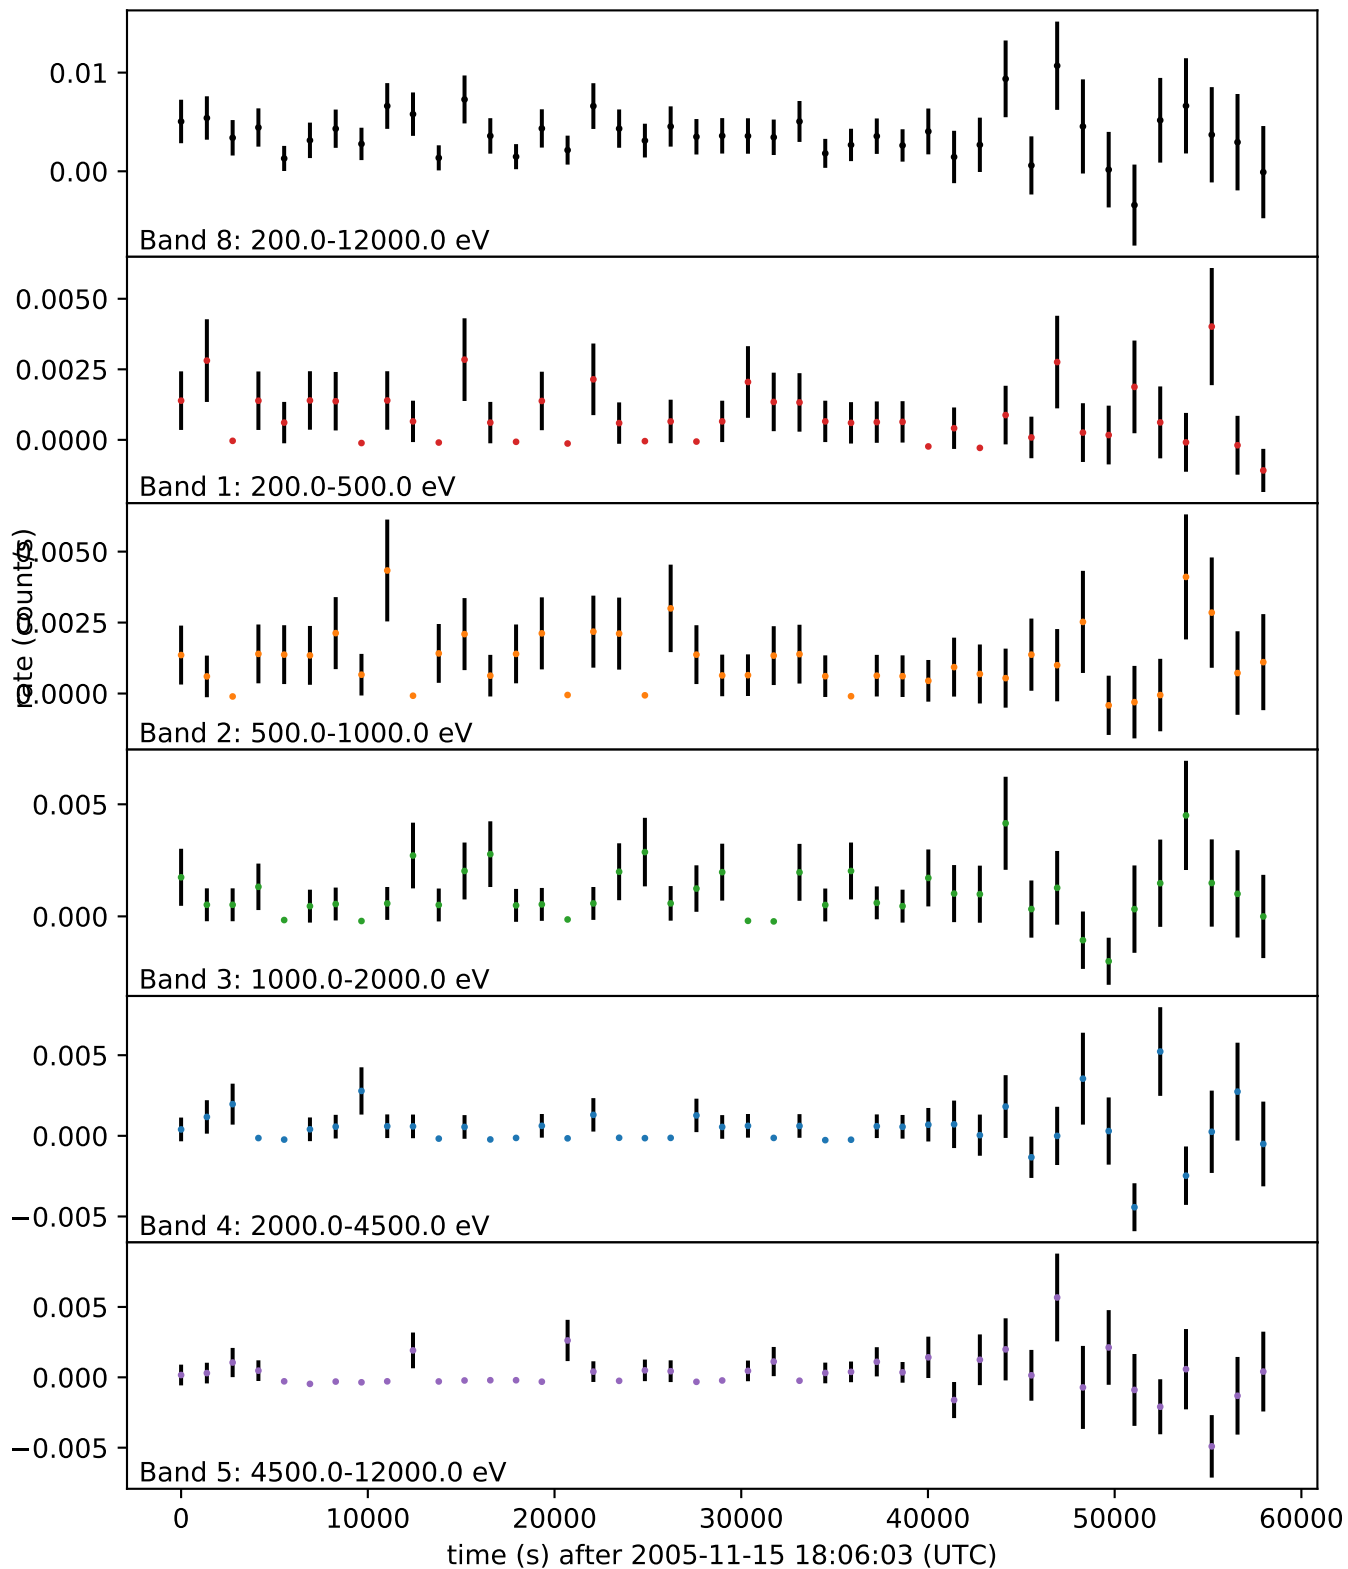 0.01
0.00
Band 8: 200.0-12000.0 eV
0.0050
0.0025
0.0000
Band 1: 200.0-500.0 eV
rate (count/s)
0.0050
0.0025
0.0000
Band 2: 500.0-1000.0 eV
0.005
0.000
Band 3: 1000.0-2000.0 eV
0.005
0.000
−0.005
Band 4: 2000.0-4500.0 eV
0.005
0.000
−0.005
Band 5: 4500.0-12000.0 eV
0 10000 20000 30000 40000 50000 60000
time (s) after 2005-11-15 18:06:03 (UTC)